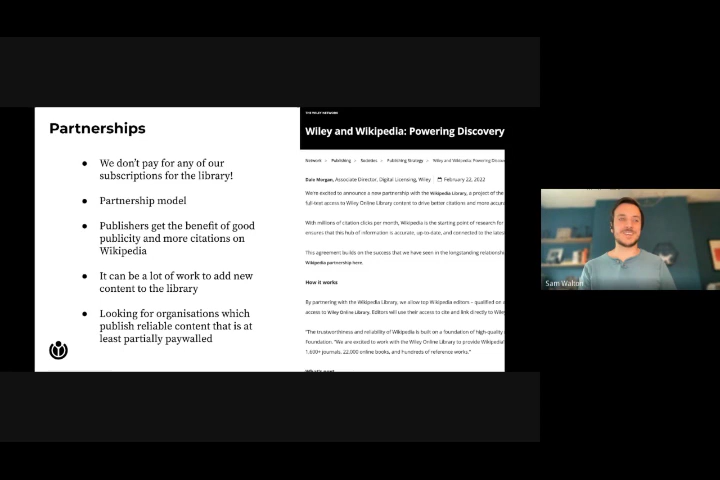 Partnerships
● We don't pay for any of our
subscriptions for the library!
● Partnership model
● Publishers get the benefit of good
publicity and more citations on
Wikipedia
● It can be a lot of work to add new
content to the library
● Looking for organisations which
publish reliable content that is at
least partially paywalled
THE WILEY NETWORK
Wiley and Wikipedia: Powering Discovery
Network > Publishing > Societies > Publishing Strategy > Wiley and Wikipedia: Powering
Dale Morgan, Associate Director, Digital Licensing, Wiley February 22, 2022
We're excited to announce a new partnership with the Wikipedia Library, a project of the
full-text access to Wiley Online Library content to drive better citations and more
With millions of citation clicks per month, Wikipedia is the starting point of research for
ensures that this hub of information is accurate, up-to-date, and connected to the
This agreement builds on the success that we have seen in the longstanding
Wikipedia partnership here.
How it works
By partnering with the Wikipedia Library, we allow top Wikipedia editors – qualified on
access to Wiley Online Library. Editors will use their access to cite and link directly to
"The trustworthiness and reliability of Wikipedia is built on a foundation of
Foundation. "We are excited to work with the Wiley Online Library to provide
1,600+ journals, 22,000 online books, and hundreds of reference works."
Sam Walton